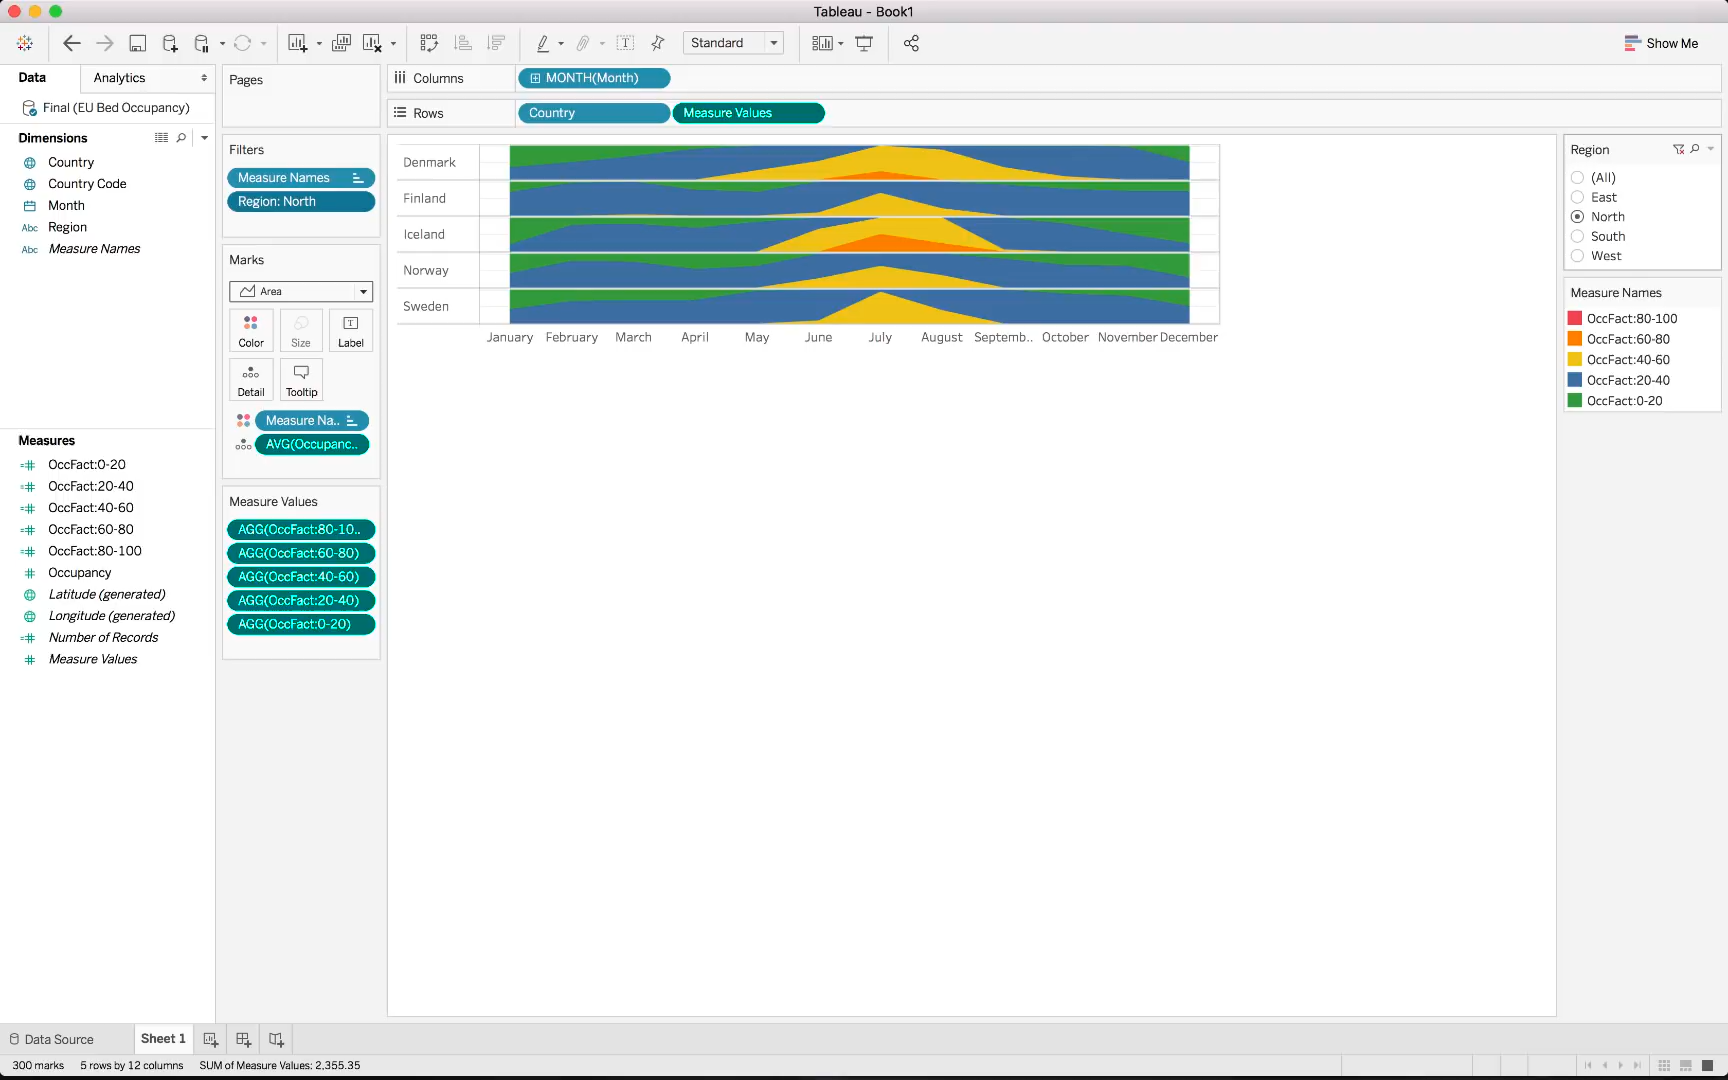 Tableau - Book1
Standard
Show Me
Data
Analytics
Final (EU Bed Occupancy)
Dimensions
Country
Country Code
Month
Abc Region
Abc Measure Names
Measures
OccFact:0-20
OccFact:20-40
OccFact:40-60
OccFact:60-80
OccFact:80-100
Occupancy
Latitude (generated)
Longitude (generated)
Number of Records
Measure Values
Pages
Filters
Measure Names
Region: North
Marks
Area
Color
Size
Label
Detail
Tooltip
Measure Na..
AVG(Occupanc..
Measure Values
AGG(OccFact:80-10..
AGG(OccFact:60-80)
AGG(OccFact:40-60)
AGG(OccFact:20-40)
AGG(OccFact:0-20)
Columns
MONTH(Month)
Rows
Country
Measure Values
Denmark
Finland
Iceland
Norway
Sweden
January February March April May June July August Septemb.. October November December
Region
(All)
East
North
South
West
Measure Names
OccFact:80-100
OccFact:60-80
OccFact:40-60
OccFact:20-40
OccFact:0-20
Data Source
Sheet 1
300 marks 5 rows by 12 columns SUM of Measure Values: 2,355.35